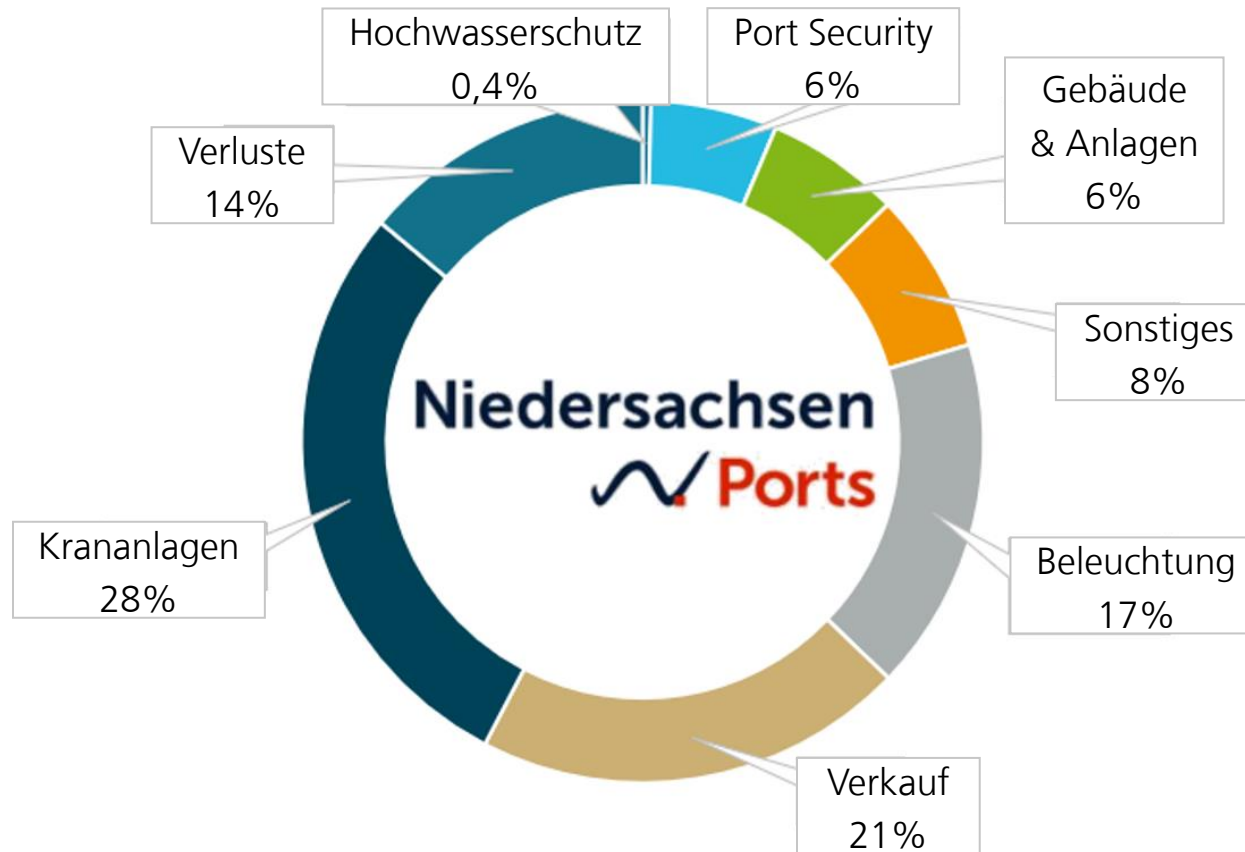 Hochwasserschutz
0,4%
Port Security
6%
Gebäude
& Anlagen
6%
Verluste
14%
Sonstiges
8%
Niedersachsen
Ports
Krananlagen
28%
Beleuchtung
17%
Verkauf
21%